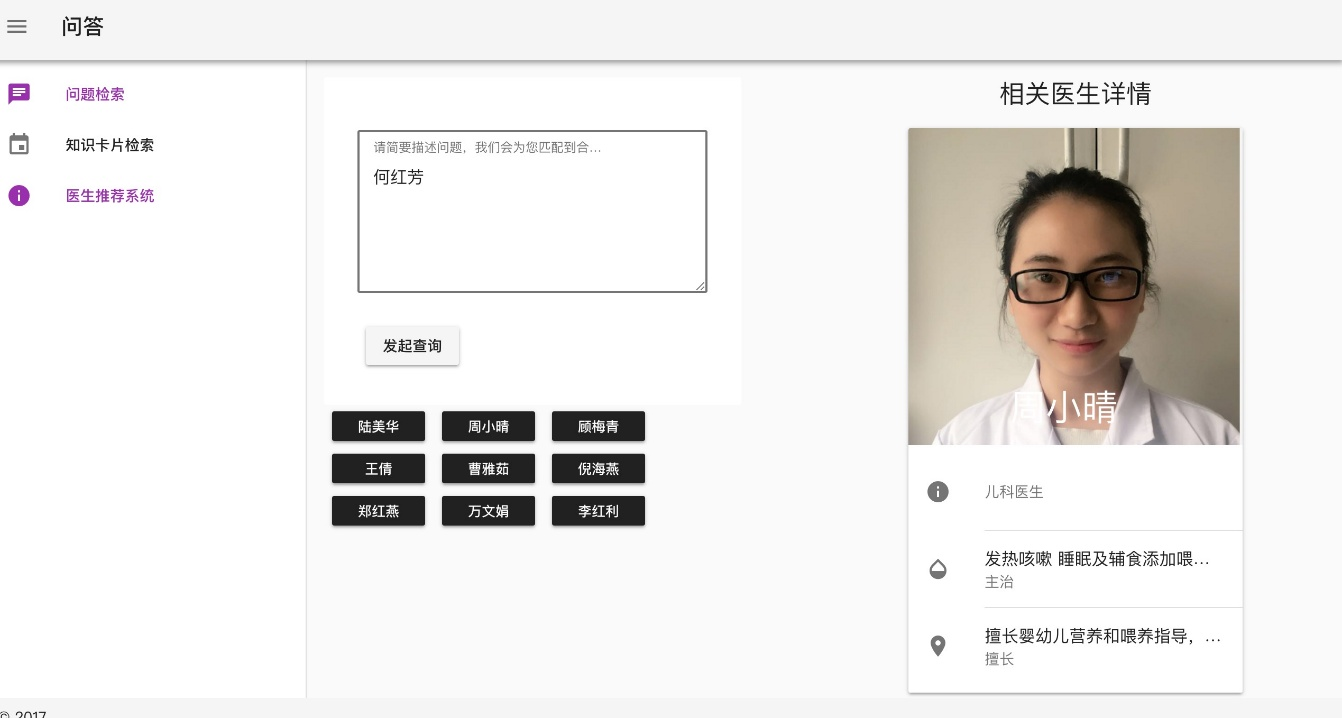 问答
问题检索
知识卡片检索
医生推荐系统
请简要描述问题，我们会为您匹配到合...
何红芳
发起查询
陆美华 周小晴 顾梅青
王倩 曹雅茹 倪海燕
郑红燕 万文娟 李红利
相关医生详情
周小晴
儿科医生
发热咳嗽 睡眠及辅食添加喂...
主治
擅长婴幼儿营养和喂养指导，...
擅长
© 2017